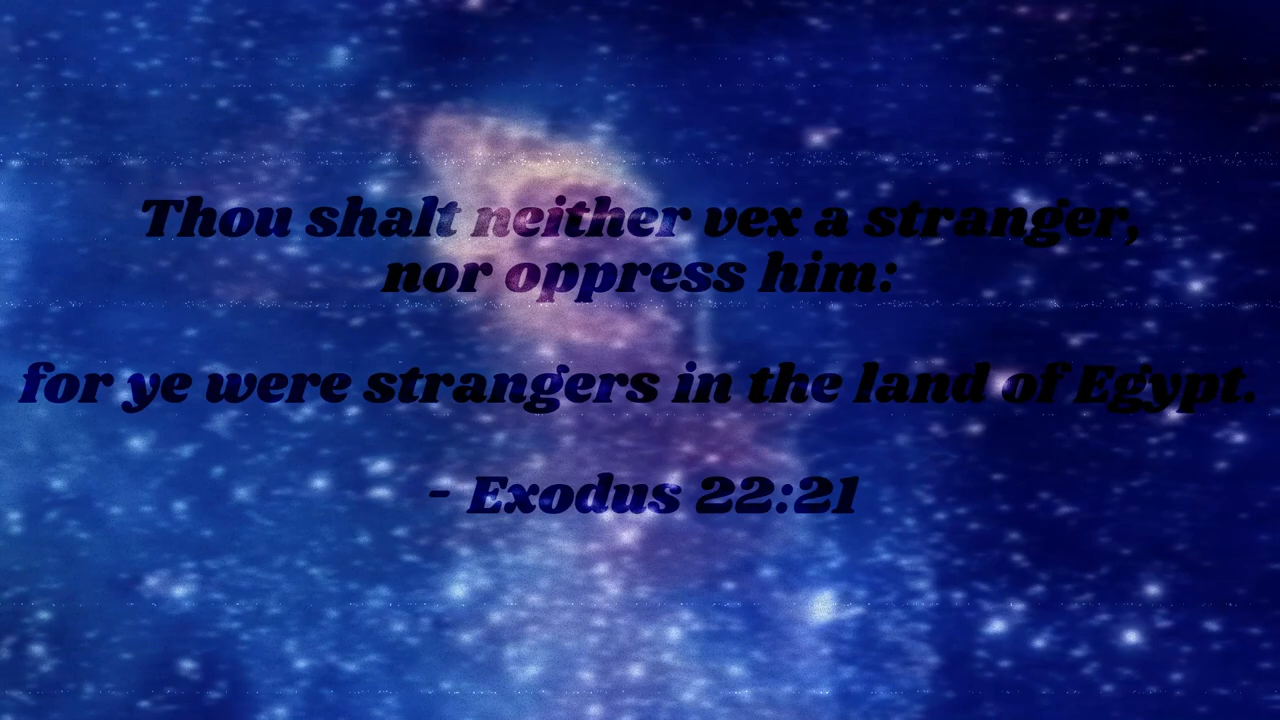 Thou shalt neither vex a stranger,
nor oppress him:
for ye were strangers in the land of Egypt.
- Exodus 22:21